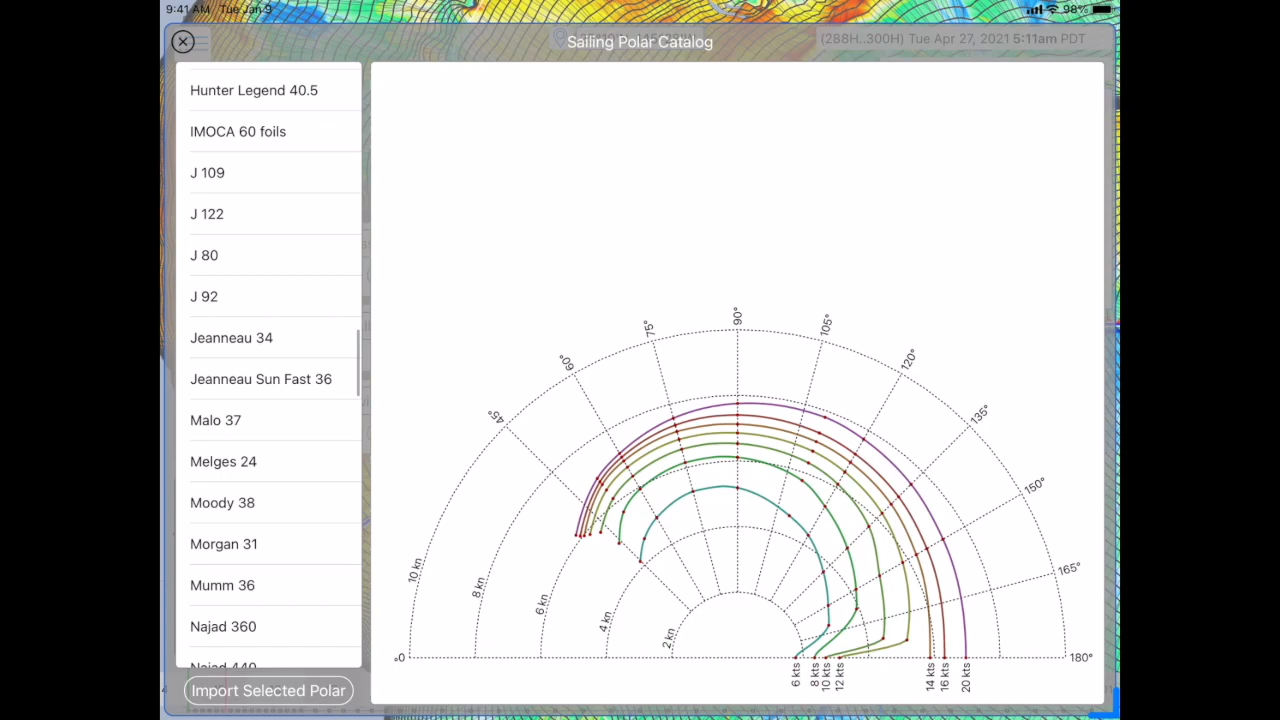 9:41 AM Tue Jan 9
98%
Sailing Polar Catalog
(288H..300H) Tue Apr 27, 2021 5:11am PDT
Hunter Legend 40.5
IMOCA 60 foils
J 109
J 122
J 80
J 92
Jeanneau 34
Jeanneau Sun Fast 36
Malo 37
Melges 24
Moody 38
Morgan 31
Mumm 36
Najad 360
Najad 440
Import Selected Polar
45°
60°
75°
90°
105°
120°
135°
150°
165°
180°
0°
10 kn
8 kn
6 kn
4 kn
2 kn
6 kts
8 kts
10 kts
12 kts
14 kts
16 kts
20 kts